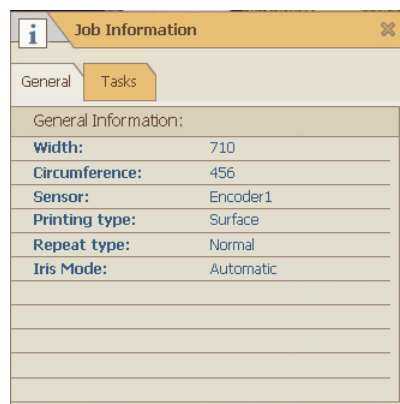 i Job Information
General Tasks
General Information:
Width: 710
Circumference: 456
Sensor: Encoder1
Printing type: Surface
Repeat type: Normal
Iris Mode: Automatic